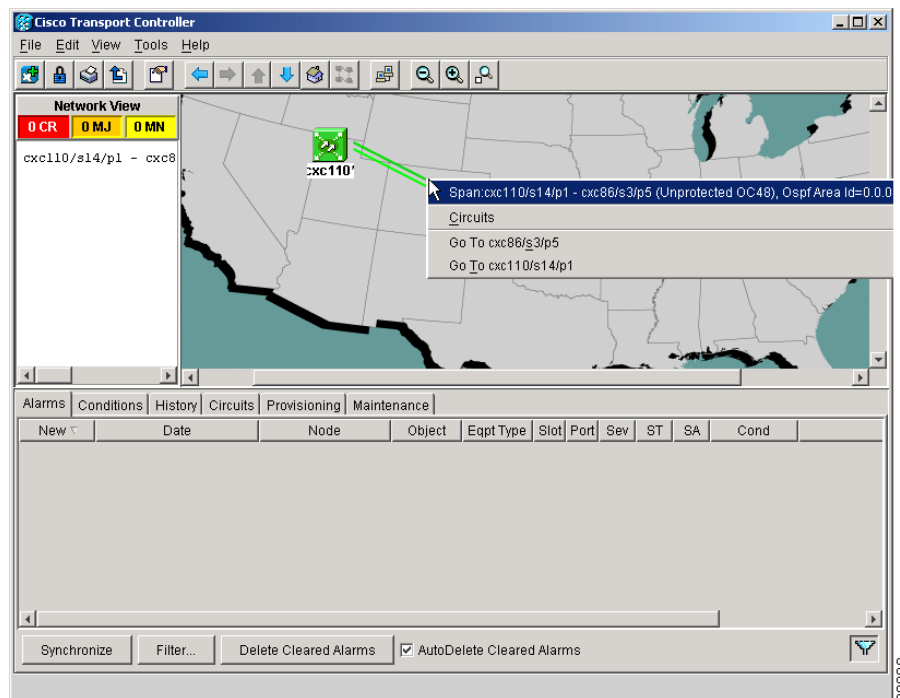 Cisco Transport Controller
File Edit View Tools Help
Network View
0 CR 0 MJ 0 MN
cxc110/s14/p1 - cxc8
cxc110'
Span:cxc110/s14/p1 - cxc86/s3/p5 (Unprotected OC48), Ospf Area Id=0.0.0
Circuits
Go To cxc86/s3/p5
Go To cxc110/s14/p1
Alarms Conditions History Circuits Provisioning Maintenance
New Date Node Object Eqpt Type Slot Port Sev ST SA Cond
Synchronize Filter... Delete Cleared Alarms AutoDelete Cleared Alarms